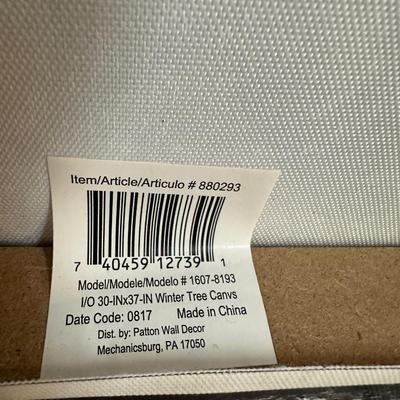 Item/Article/Articulo # 880293
7 40459 12739 1
Model/Modele/Modelo # 1607-8193
I/O 30-INx37-IN Winter Tree Canvs
Date Code: 0817 Made in China
Dist. by: Patton Wall Decor
Mechanicsburg, PA 17050